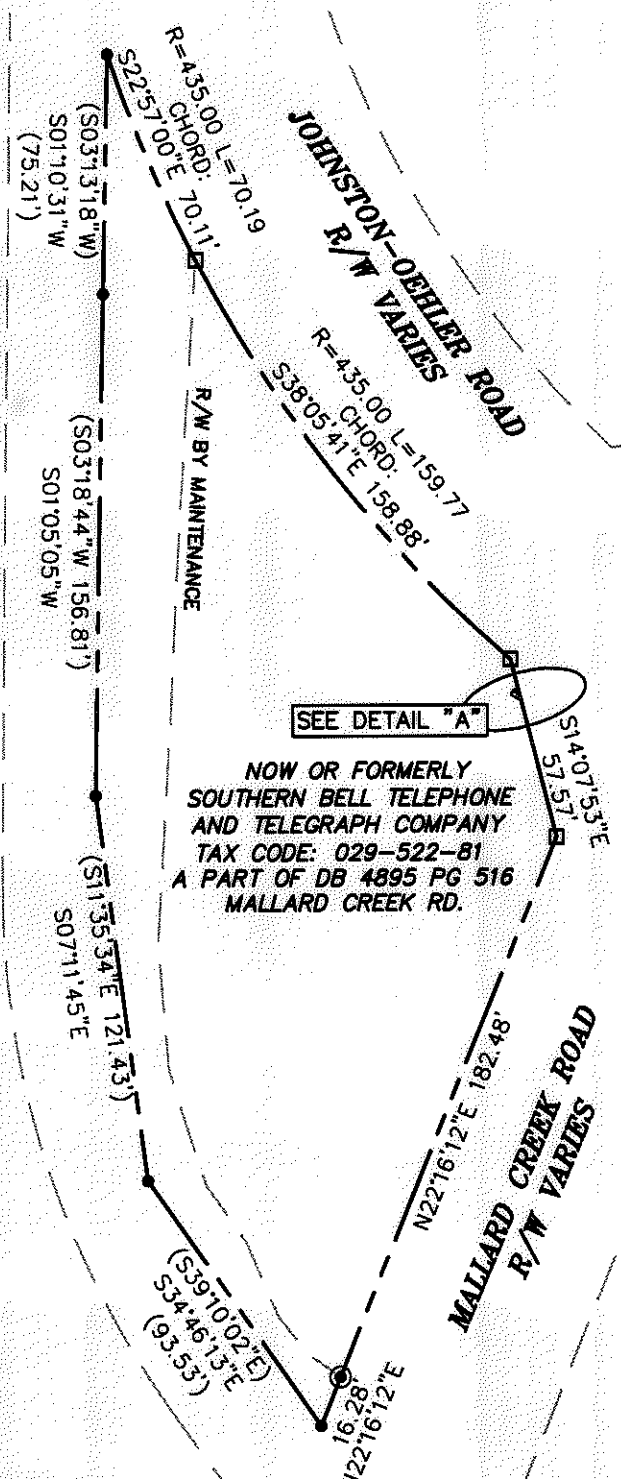 JOHNSTON-OEHLER ROAD
R/W VARIES
R=435.00 L=70.19
CHORD:
S22°57'00"E 70.11'
(S03°13'18"W)
S01°10'31"W
(75.21')
R=435.00 L=159.77
CHORD:
S38°05'41"E 158.88'
R/W BY MAINTENANCE
(S03°18'44"W 156.81')
S01°05'05"W
SEE DETAIL "A"
S14°07'53"E
57.57'
NOW OR FORMERLY
SOUTHERN BELL TELEPHONE
AND TELEGRAPH COMPANY
TAX CODE: 029-522-81
A PART OF DB 4895 PG 516
MALLARD CREEK RD.
(S11°35'34"E 121.43')
S07°11'45"E
N22°16'12"E 182.48'
MALLARD CREEK ROAD
R/W VARIES
(S39°10'02"E)
S34°46'13"E
(93.53')
16.28'
N22°16'12"E